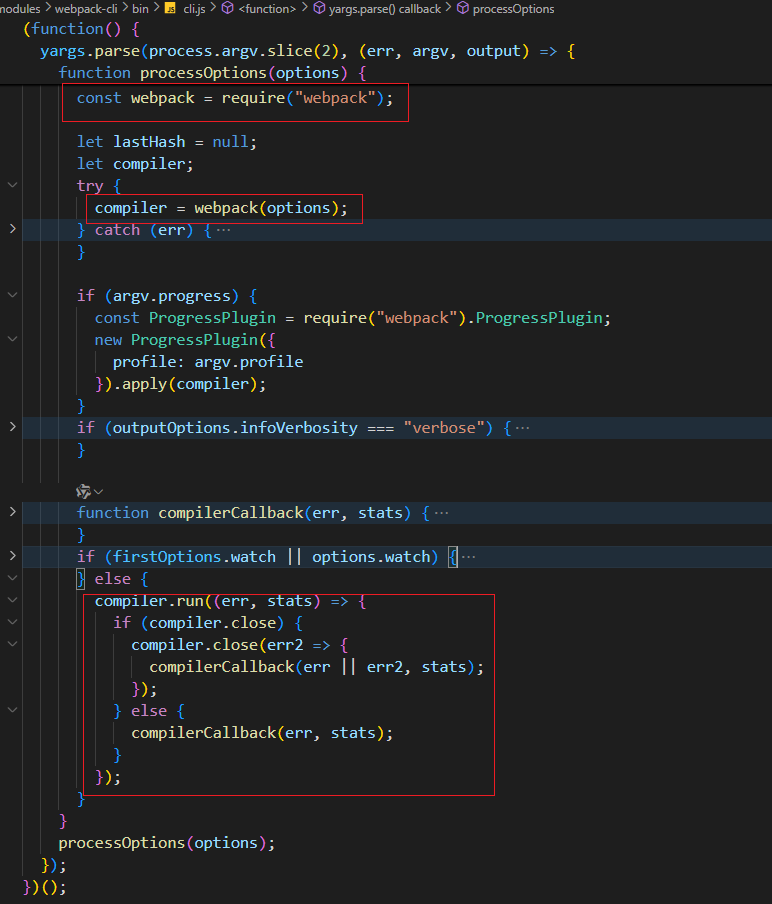 modules > webpack-cli > bin > JS cli.js > <function> > yargs.parse() callback > processOptions
(function() {
  yargs.parse(process.argv.slice(2), (err, argv, output) => {
    function processOptions(options) {
      const webpack = require("webpack");
      let lastHash = null;
      let compiler;
      try {
        compiler = webpack(options);
      } catch (err) { ···
      }
      if (argv.progress) {
        const ProgressPlugin = require("webpack").ProgressPlugin;
        new ProgressPlugin({
          profile: argv.profile
        }).apply(compiler);
      }
      if (outputOptions.infoVerbosity === "verbose") { ···
      }
      function compilerCallback(err, stats) { ···
      }
      if (firstOptions.watch || options.watch) { ···
      } else {
        compiler.run((err, stats) => {
          if (compiler.close) {
            compiler.close(err2 => {
              compilerCallback(err || err2, stats);
            });
          } else {
            compilerCallback(err, stats);
          }
        });
      }
    }
    processOptions(options);
  });
})();